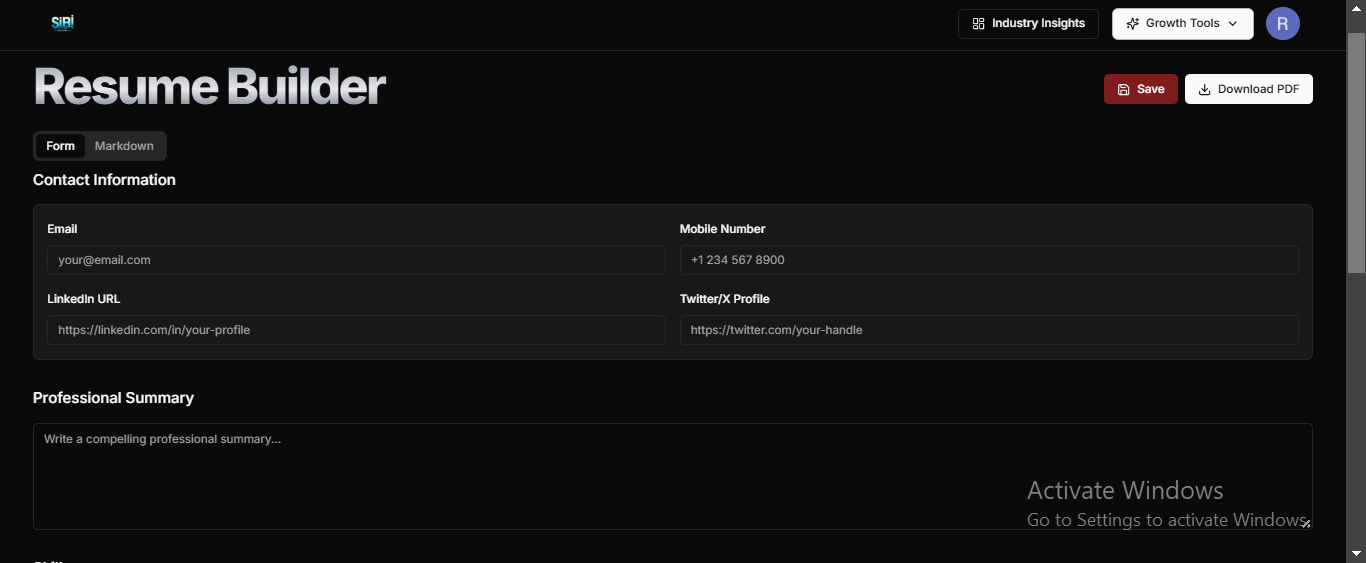 SiBi
Industry Insights
Growth Tools
R
Resume Builder
Save
Download PDF
Form
Markdown
Contact Information
Email
Mobile Number
your@email.com
+1 234 567 8900
LinkedIn URL
Twitter/X Profile
https://linkedin.com/in/your-profile
https://twitter.com/your-handle
Professional Summary
Write a compelling professional summary...
Activate Windows
Go to Settings to activate Windows.